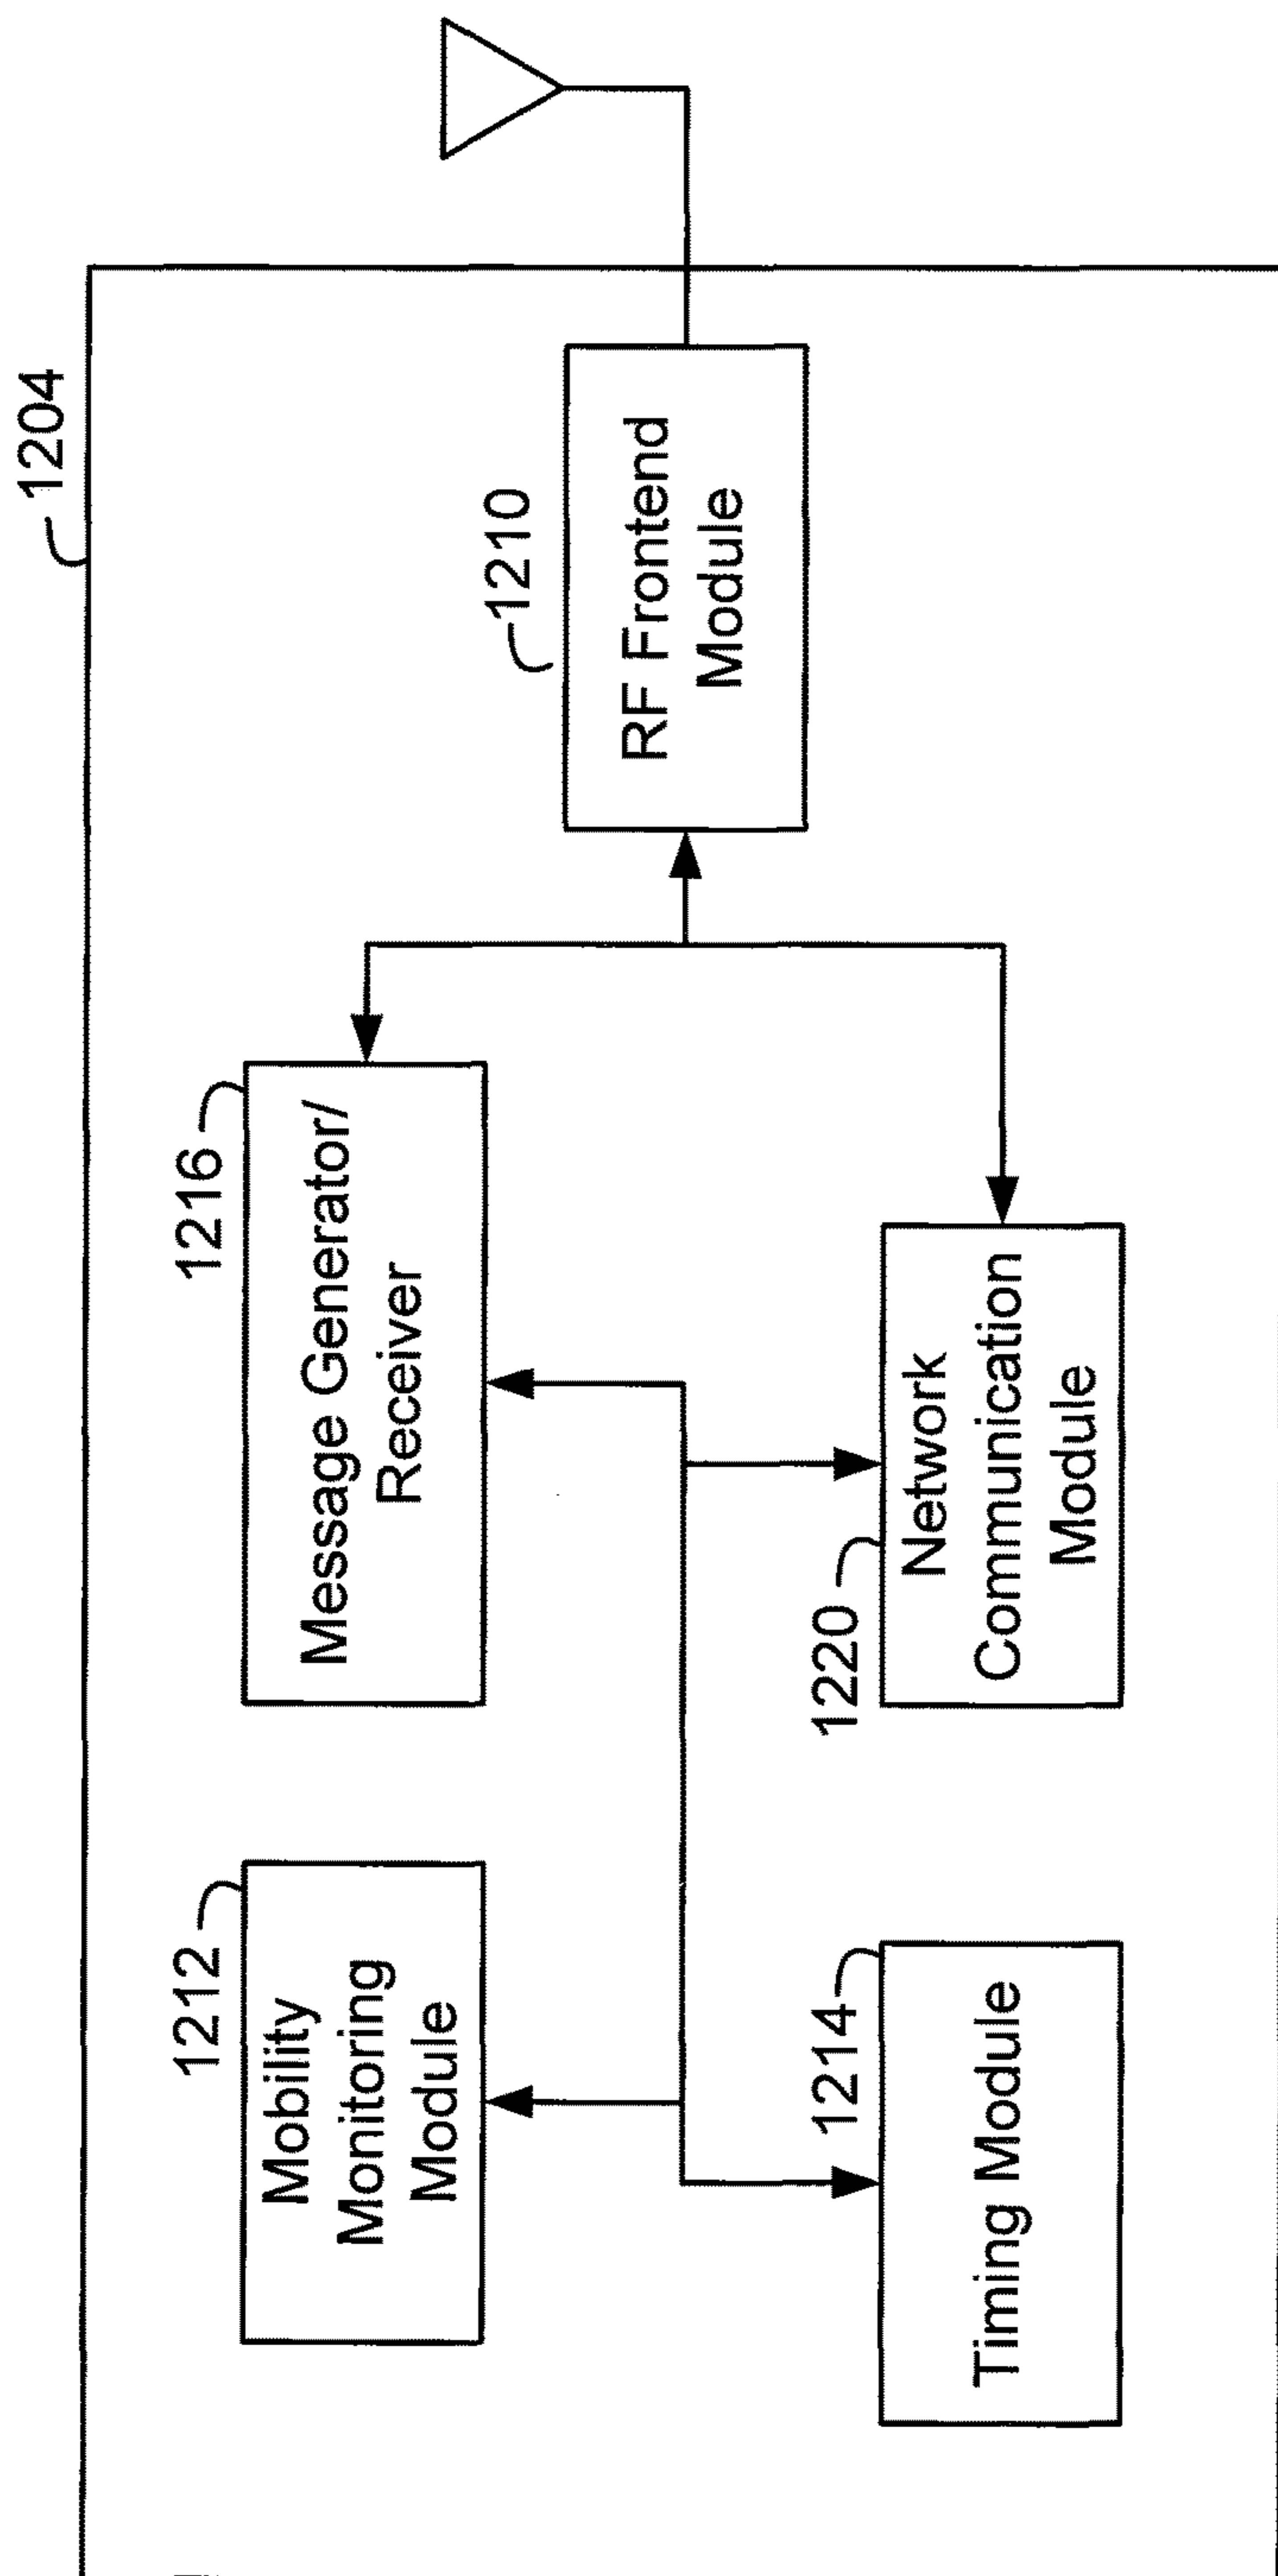 1204
1212
Mobility
Monitoring
Module
1216
Message Generator/
Receiver
1210
RF Frontend
Module
1214
Timing Module
1220
Network
Communication
Module